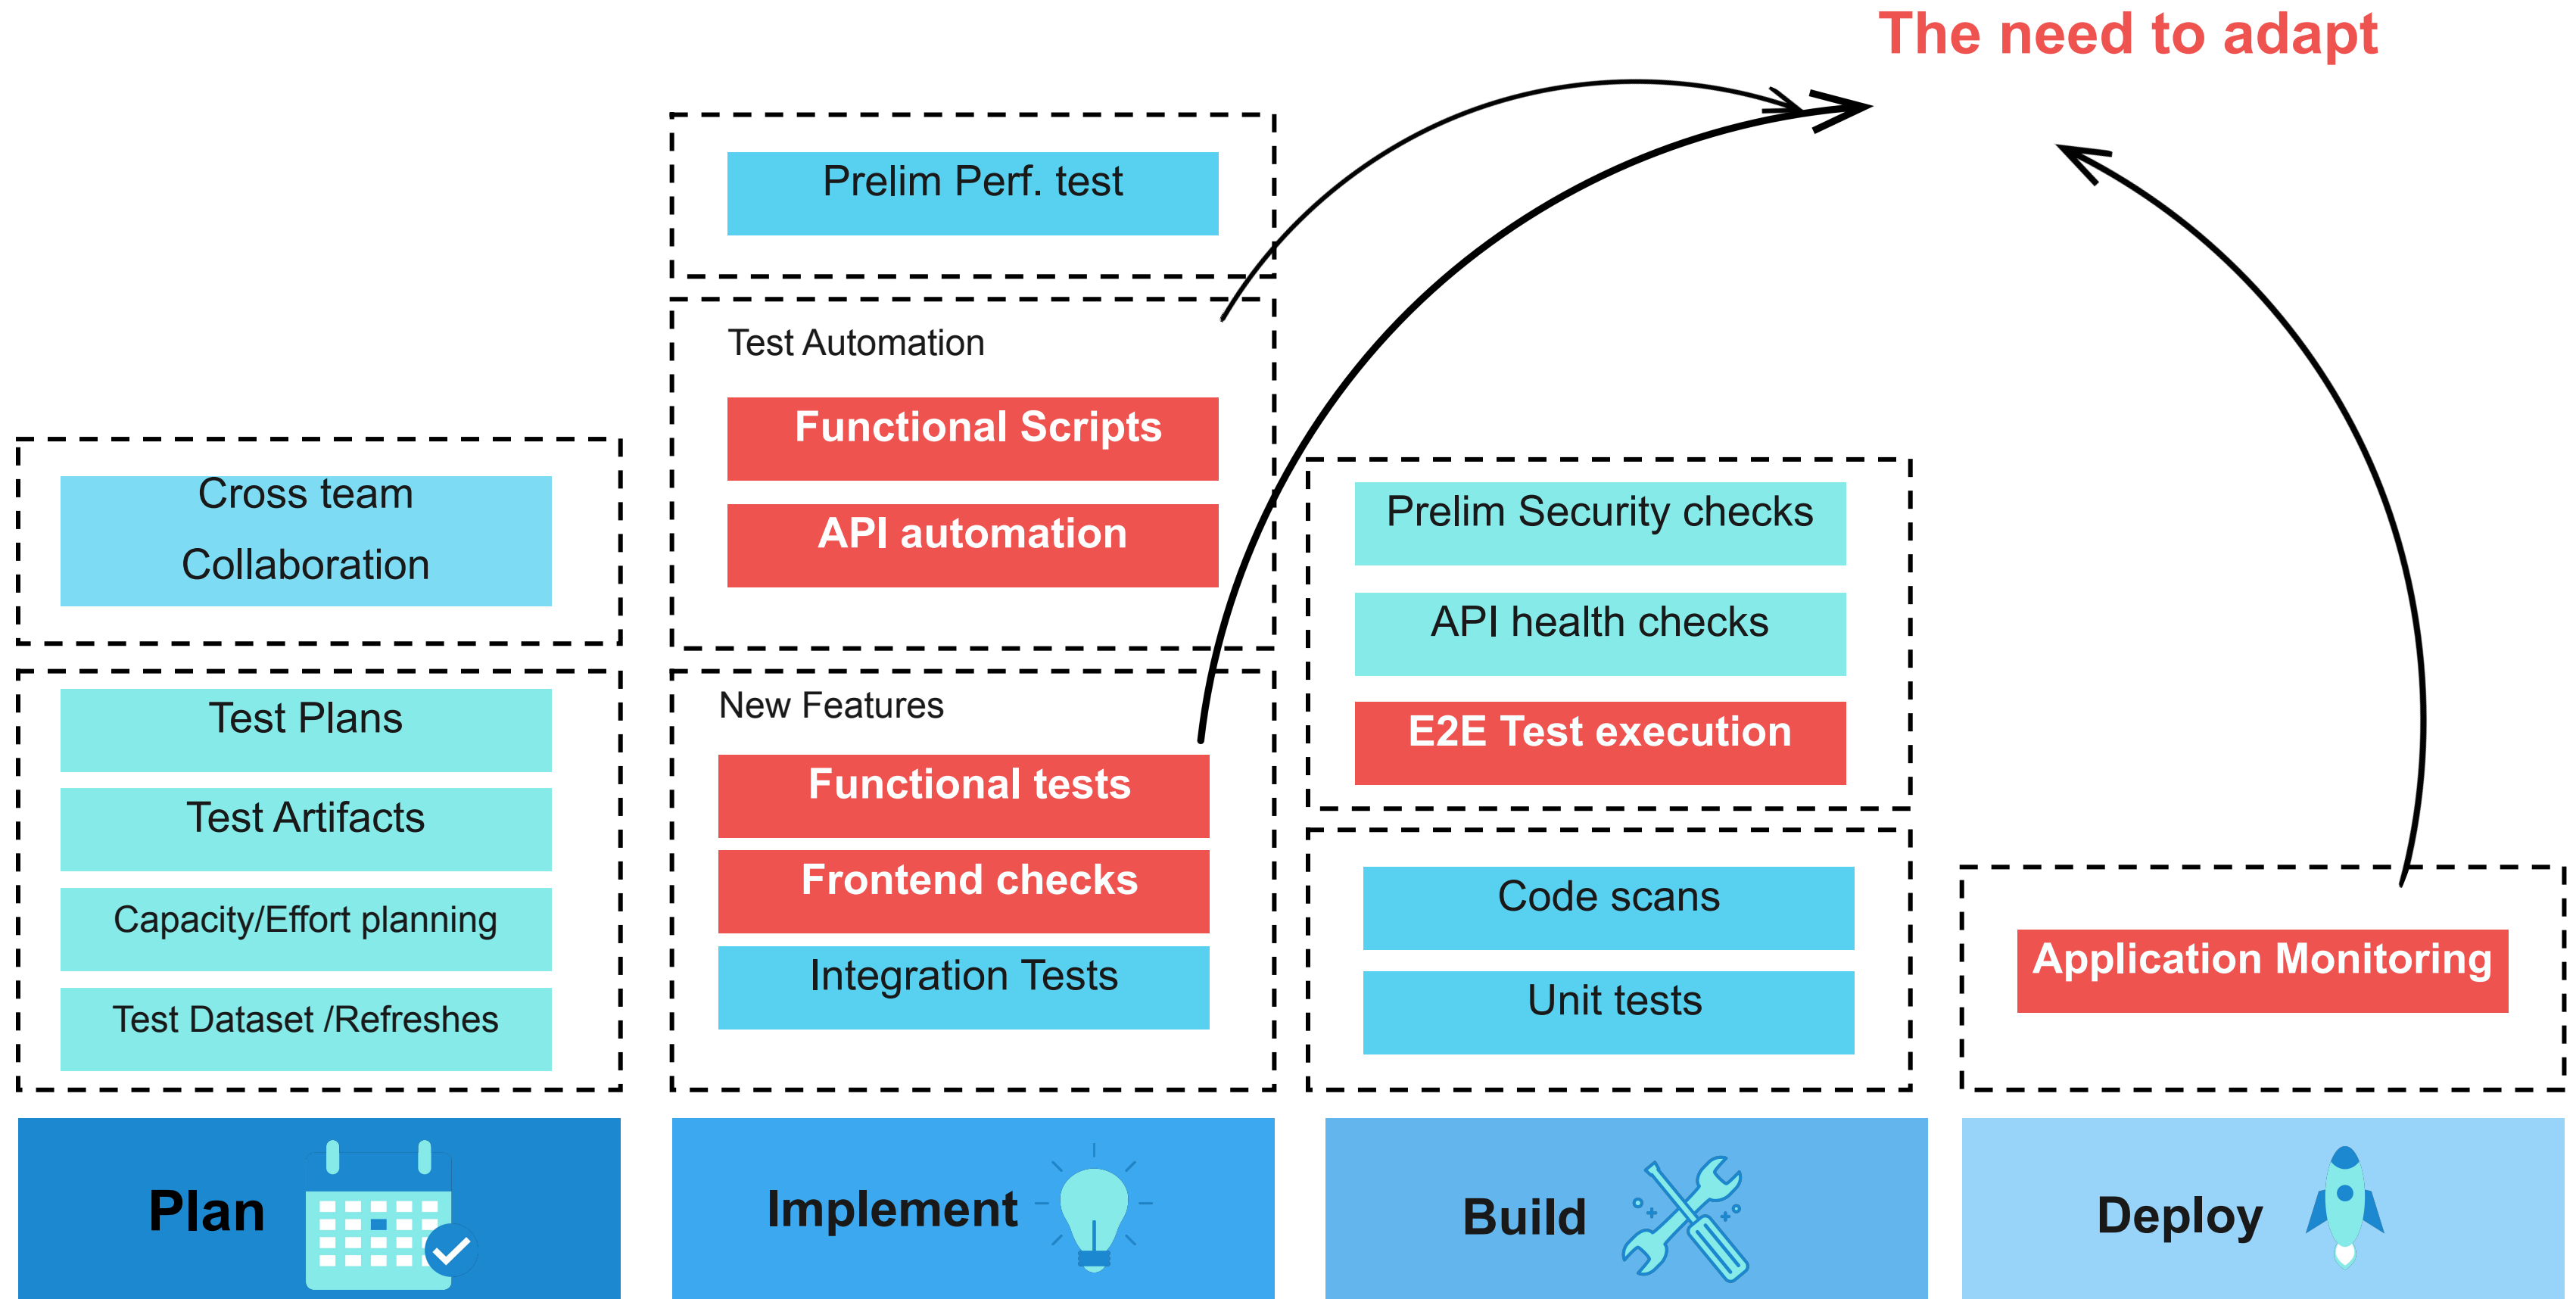 The need to adapt
Cross team
Collaboration
Test Plans
Test Artifacts
Capacity/Effort planning
Test Dataset /Refreshes
Plan
Prelim Perf. test
Test Automation
Functional Scripts
API automation
New Features
Functional tests
Frontend checks
Integration Tests
Implement
Prelim Security checks
API health checks
E2E Test execution
Code scans
Unit tests
Build
Application Monitoring
Deploy